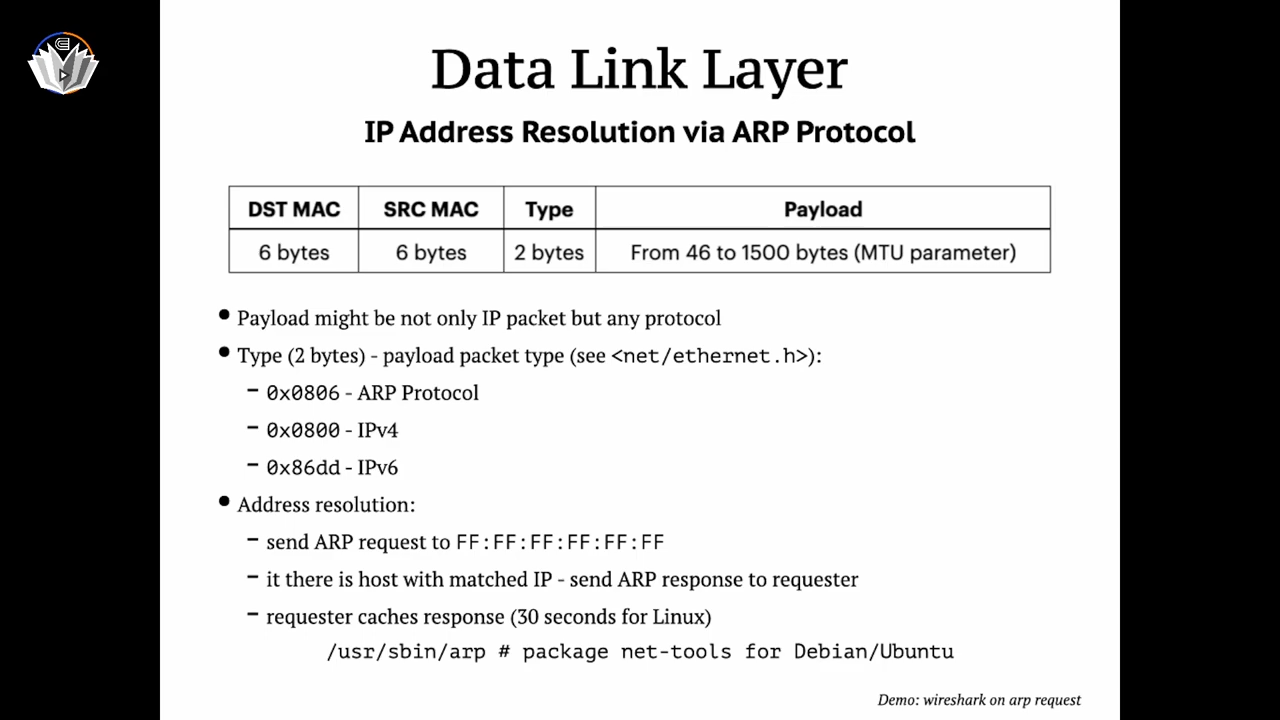 Data Link Layer
IP Address Resolution via ARP Protocol
DST MAC SRC MAC Type Payload
6 bytes 6 bytes 2 bytes From 46 to 1500 bytes (MTU parameter)
• Payload might be not only IP packet but any protocol
• Type (2 bytes) - payload packet type (see <net/ethernet.h>):
– 0x0806 - ARP Protocol
– 0x0800 - IPv4
– 0x86dd - IPv6
• Address resolution:
– send ARP request to FF:FF:FF:FF:FF:FF
– it there is host with matched IP - send ARP response to requester
– requester caches response (30 seconds for Linux)
/usr/sbin/arp # package net-tools for Debian/Ubuntu
Demo: wireshark on arp request